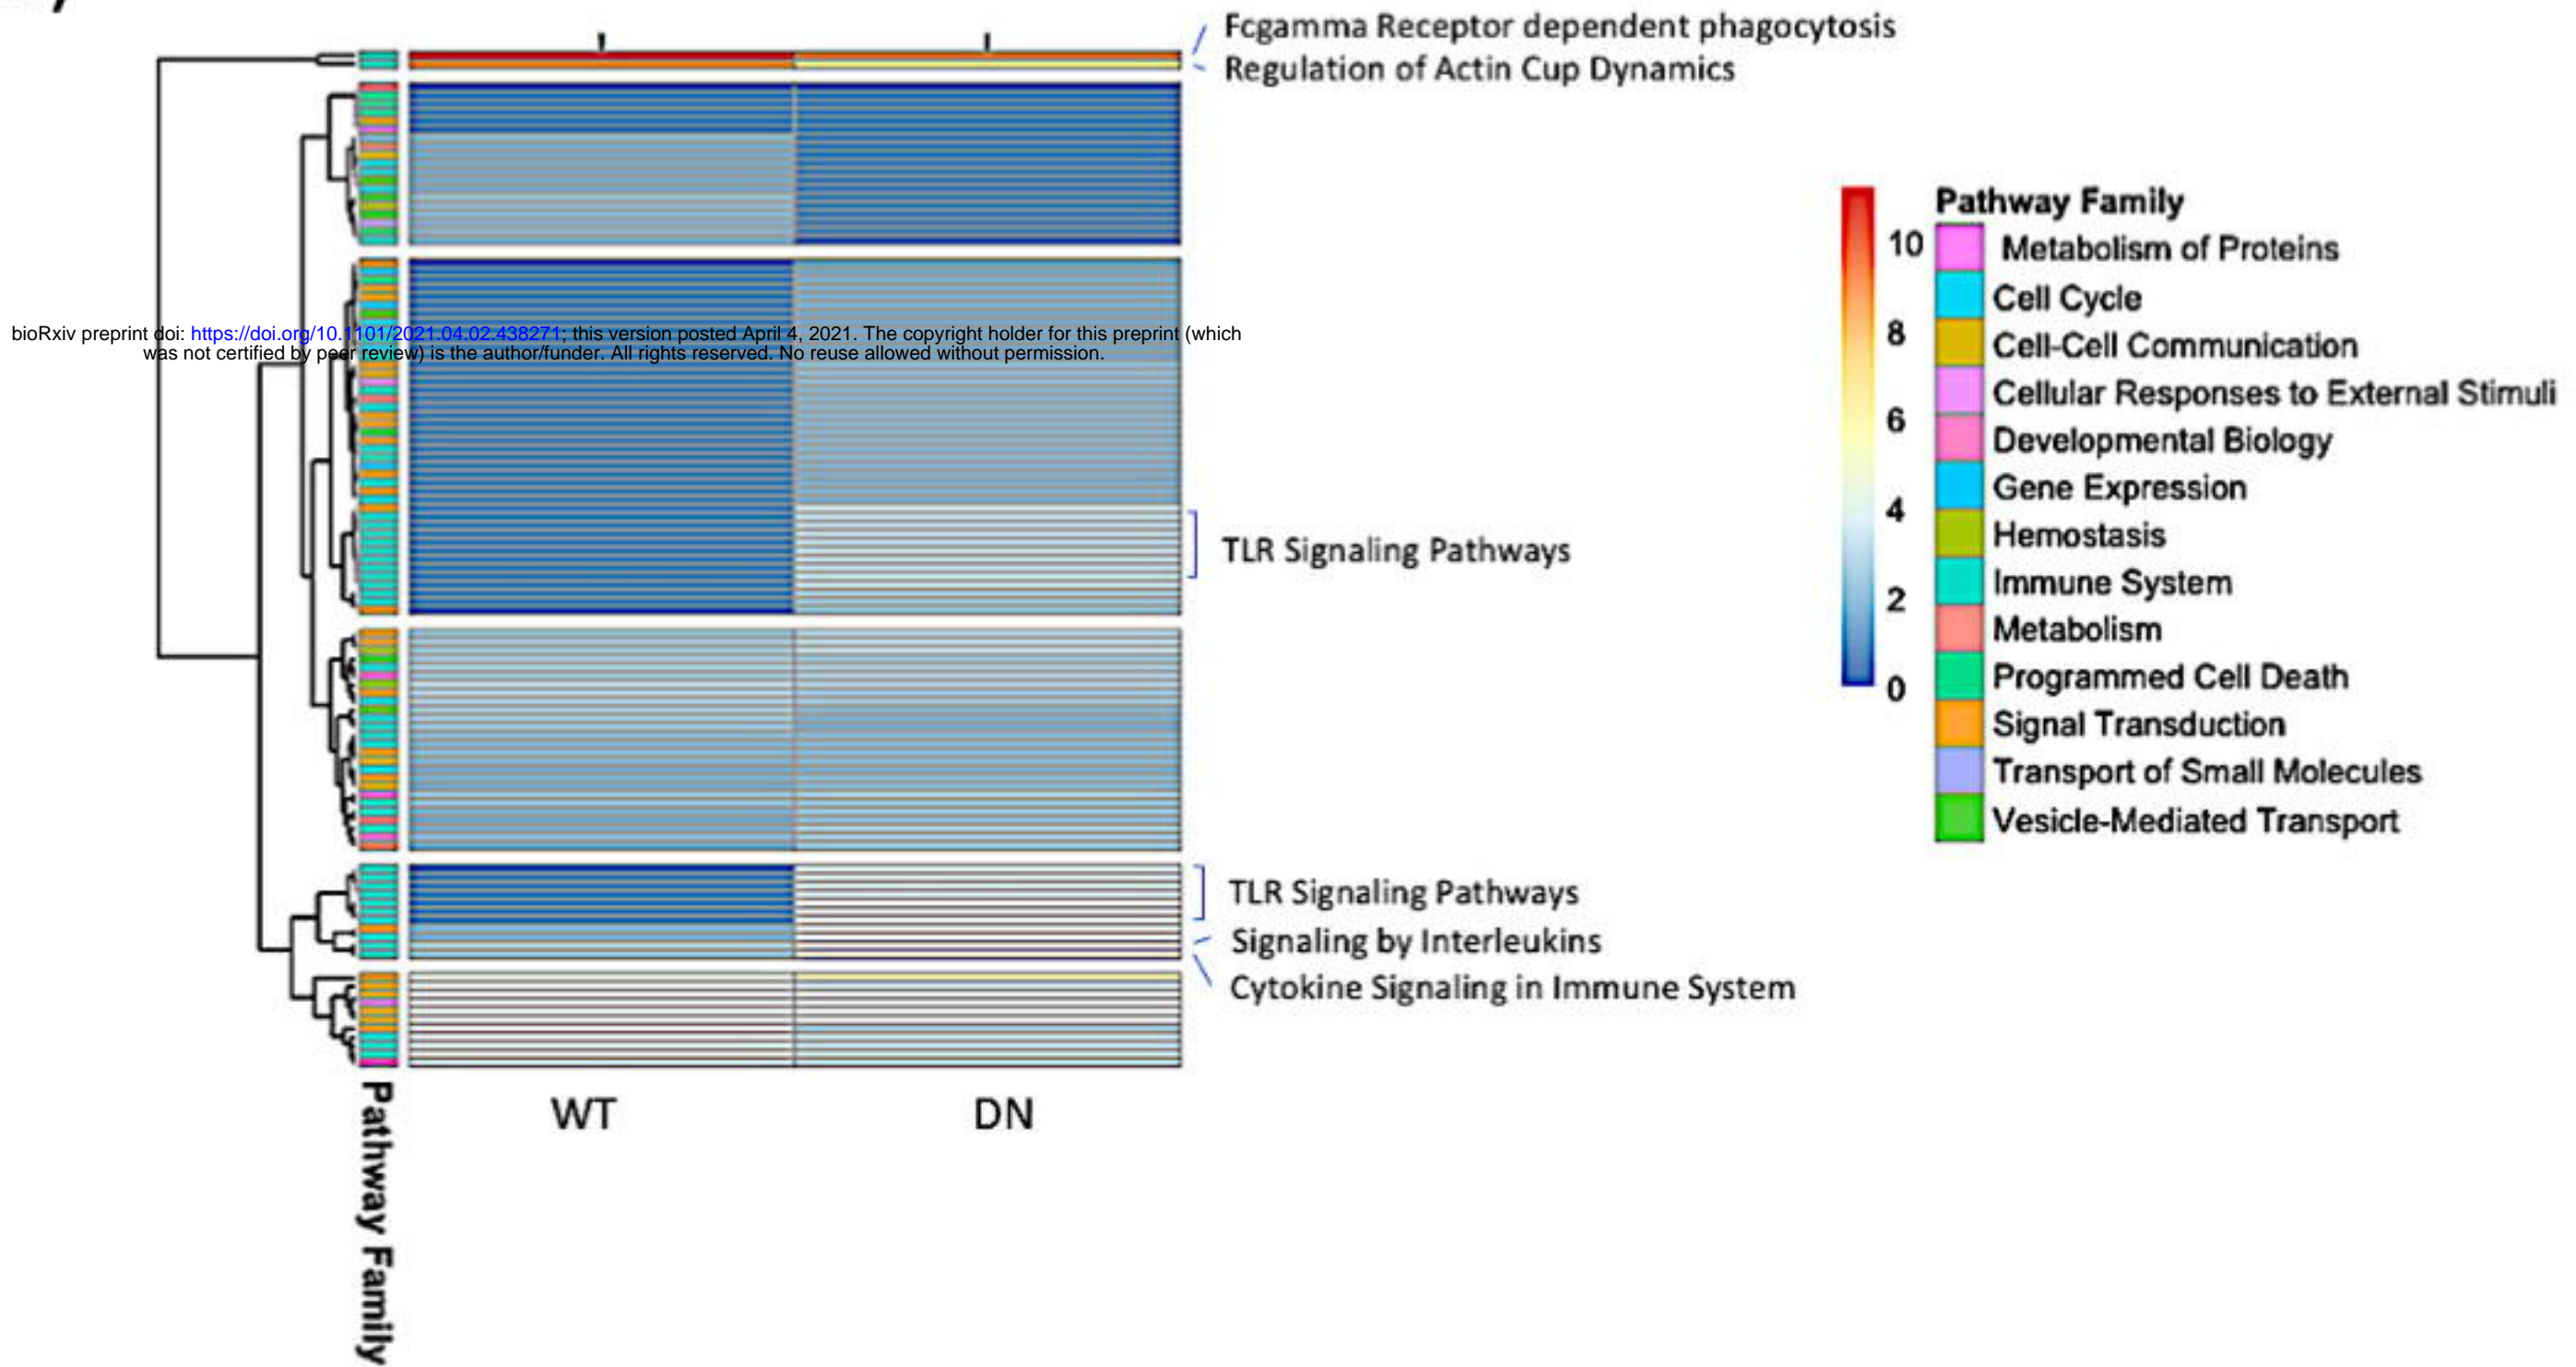 Fcgamma Receptor dependent phagocytosis
Regulation of Actin Cup Dynamics
bioRxiv preprint doi: https://doi.org/10.1101/2021.04.02.438271; this version posted April 4, 2021. The copyright holder for this preprint (which
was not certified by peer review) is the author/funder. All rights reserved. No reuse allowed without permission.
TLR Signaling Pathways
TLR Signaling Pathways
Signaling by Interleukins
Cytokine Signaling in Immune System
WT
DN
Pathway Family
10
8
6
4
2
0
Pathway Family
Metabolism of Proteins
Cell Cycle
Cell-Cell Communication
Cellular Responses to External Stimuli
Developmental Biology
Gene Expression
Hemostasis
Immune System
Metabolism
Programmed Cell Death
Signal Transduction
Transport of Small Molecules
Vesicle-Mediated Transport